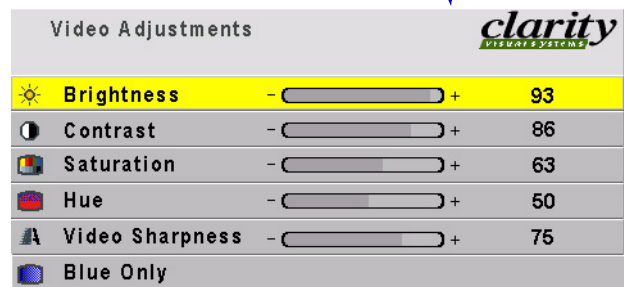 Video Adjustments
clarity
VISUAL SYSTEMS
Brightness - + 93
Contrast - + 86
Saturation - + 63
Hue - + 50
Video Sharpness - + 75
Blue Only